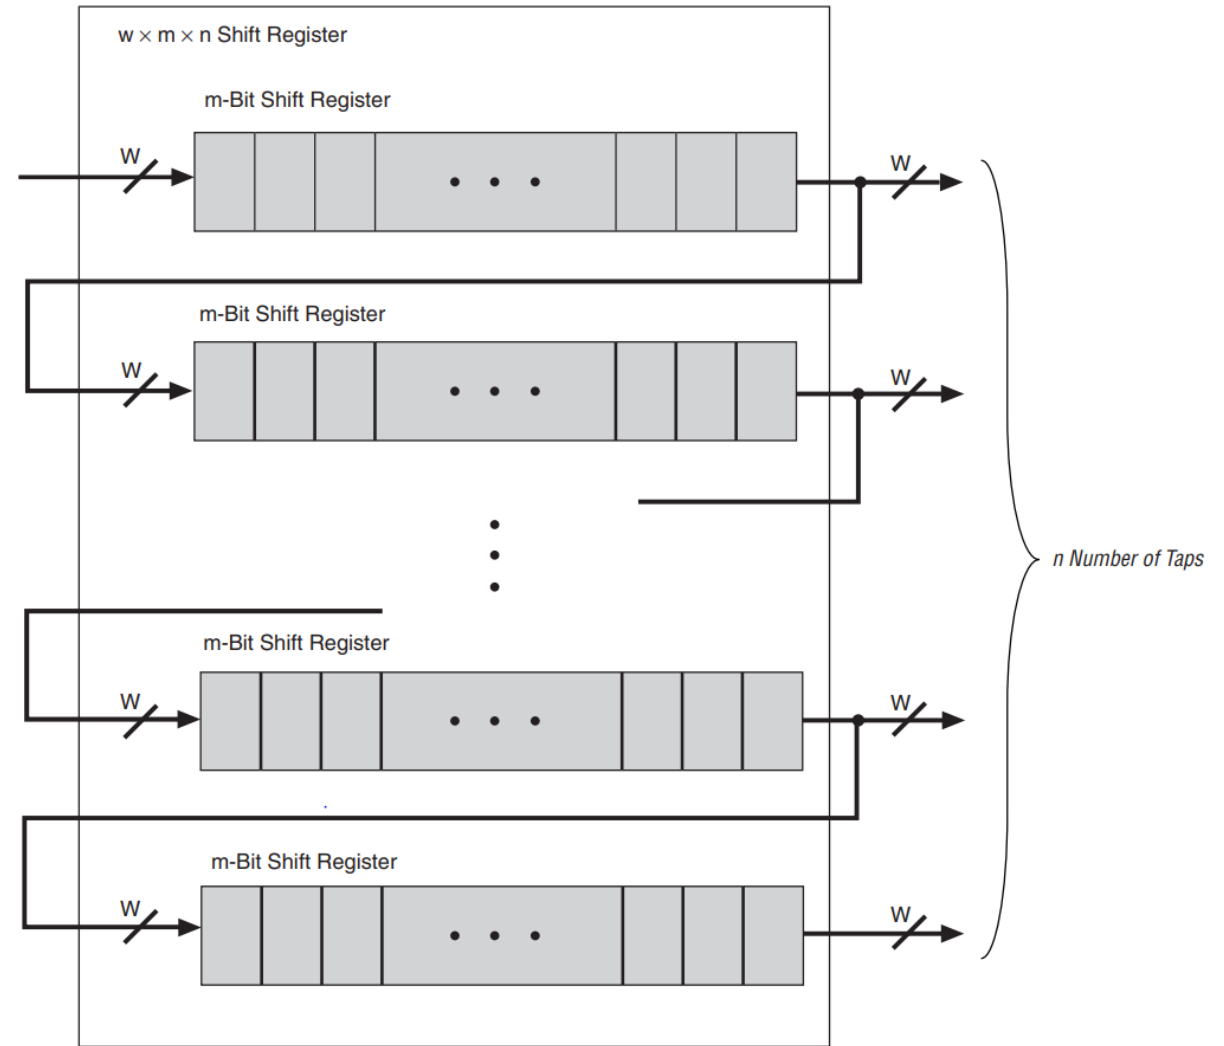 w × m × n Shift Register
m-Bit Shift Register
W
W
m-Bit Shift Register
W
W
n Number of Taps
m-Bit Shift Register
W
W
m-Bit Shift Register
W
W